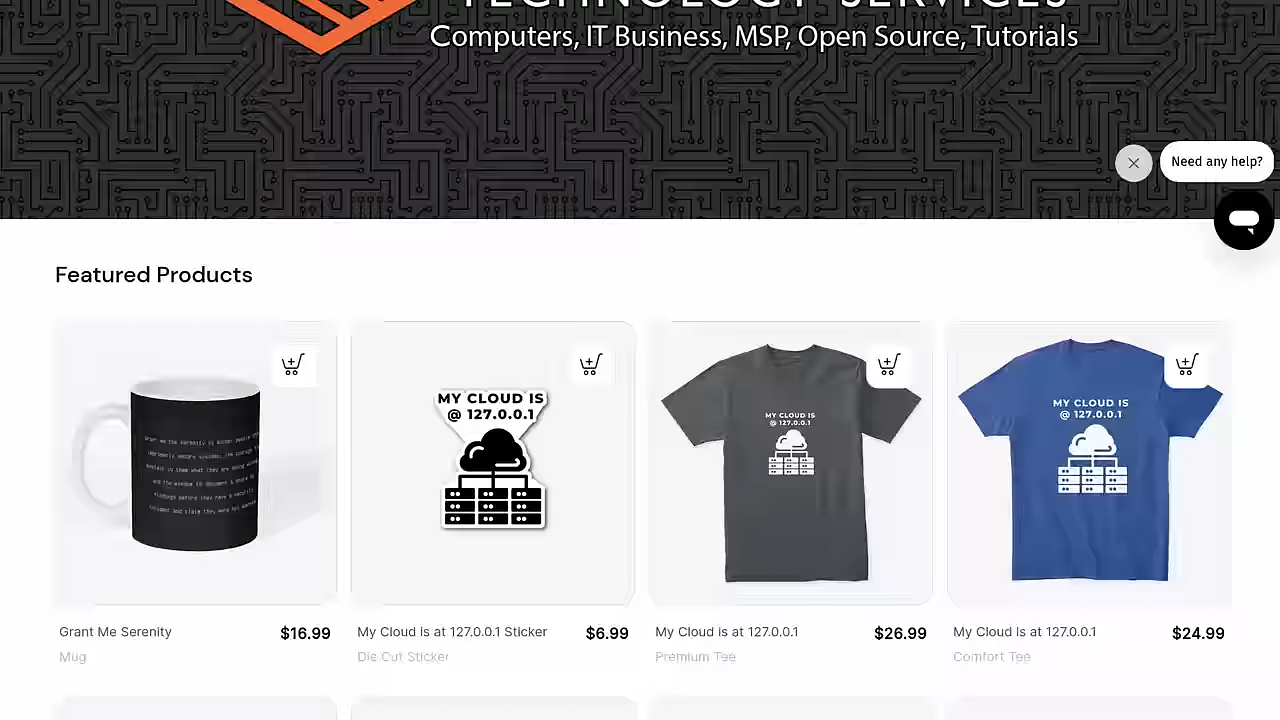 TECHNOLOGY SERVICES
Computers, IT Business, MSP, Open Source, Tutorials
Need any help?
Featured Products
MY CLOUD IS
@ 127.0.0.1
MY CLOUD IS
@ 127.0.0.1
MY CLOUD IS
@ 127.0.0.1
Grant Me Serenity
$16.99
Mug
My Cloud is at 127.0.0.1 Sticker
$6.99
Die Cut Sticker
My Cloud is at 127.0.0.1
$26.99
Premium Tee
My Cloud is at 127.0.0.1
$24.99
Comfort Tee